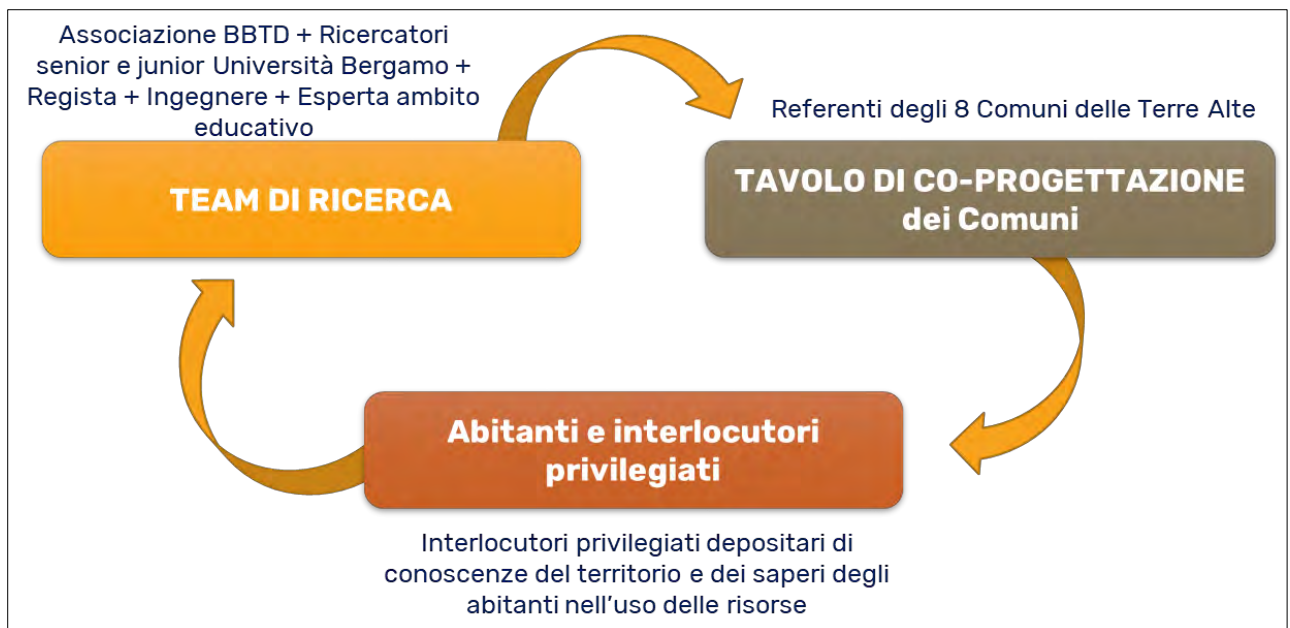 Associazione BBTD + Ricercatori
senior e junior Università Bergamo +
Regista + Ingegnere + Esperta ambito
educativo
TEAM DI RICERCA
Referenti degli 8 Comuni delle Terre Alte
TAVOLO DI CO-PROGETTAZIONE
dei Comuni
Abitanti e interlocutori
privilegiati
Interlocutori privilegiati depositari di
conoscenze del territorio e dei saperi degli
abitanti nell’uso delle risorse